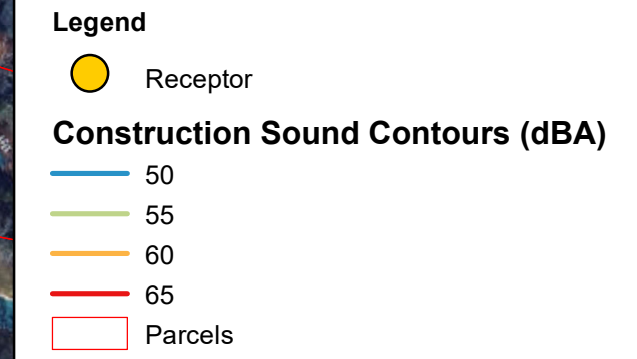 Legend
Receptor
Construction Sound Contours (dBA)
50
55
60
65
Parcels